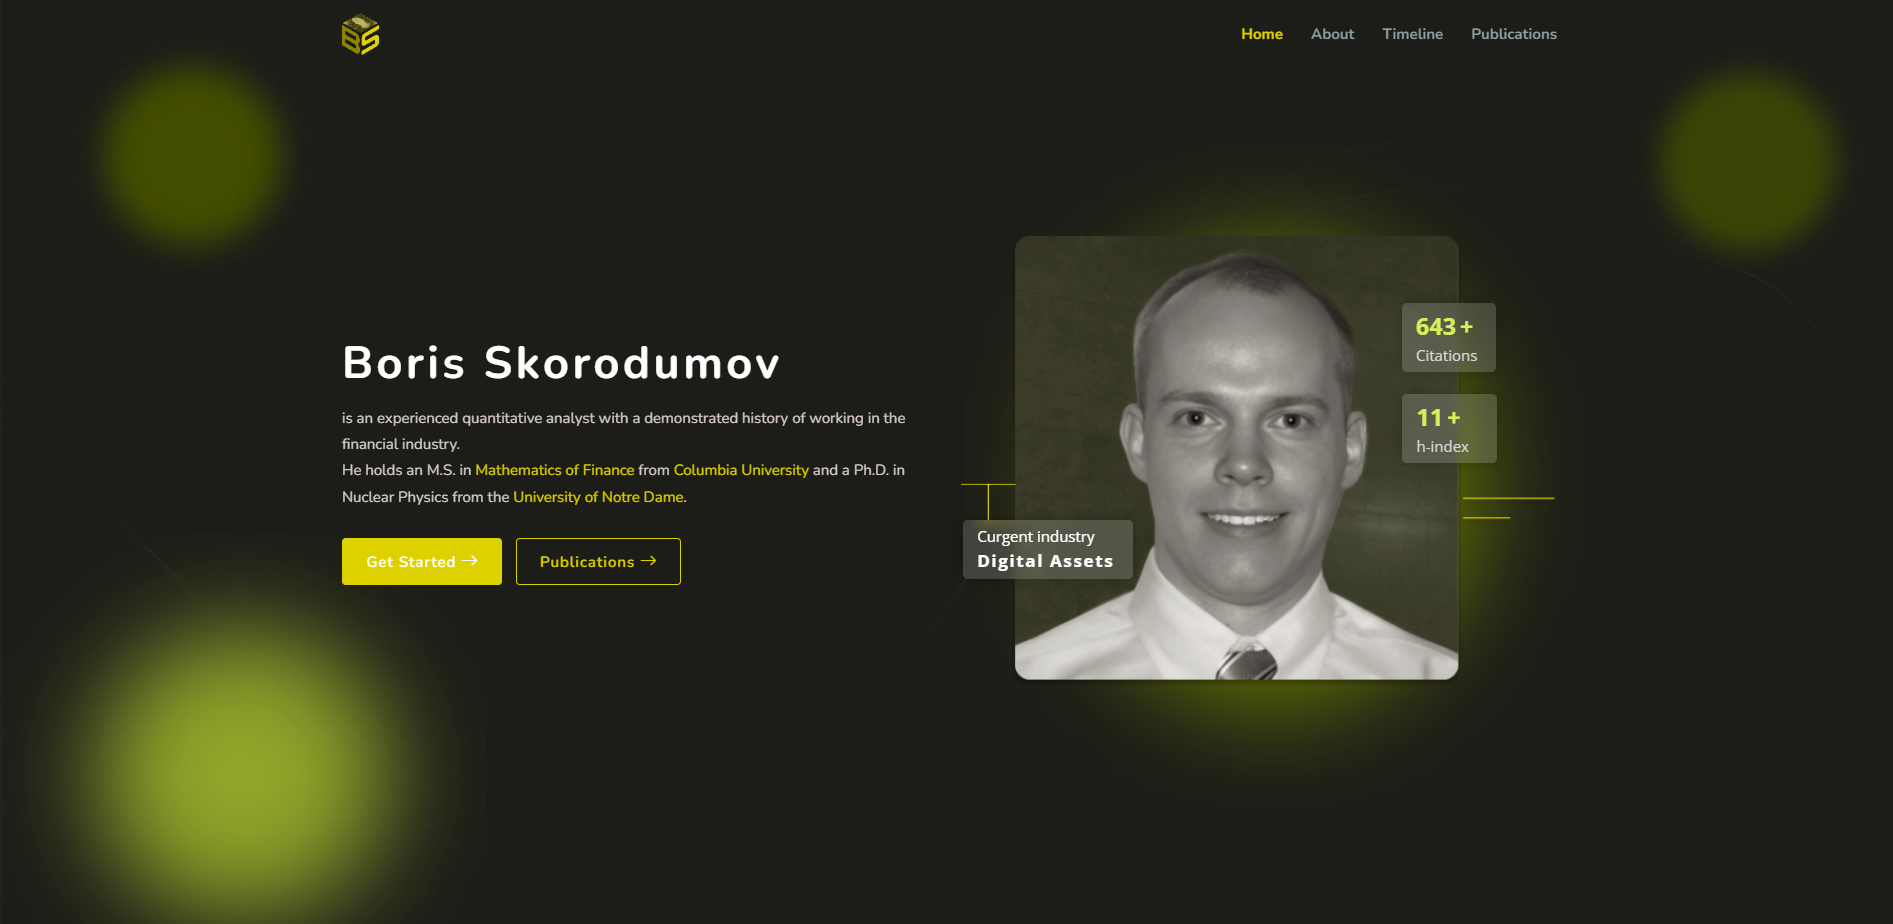 BS
Home About Timeline Publications
Boris Skorodumov
is an experienced quantitative analyst with a demonstrated history of working in the
financial industry.
He holds an M.S. in Mathematics of Finance from Columbia University and a Ph.D. in
Nuclear Physics from the University of Notre Dame.
Get Started →
Publications →
643+
Citations
11+
h-index
Curgent industry
Digital Assets